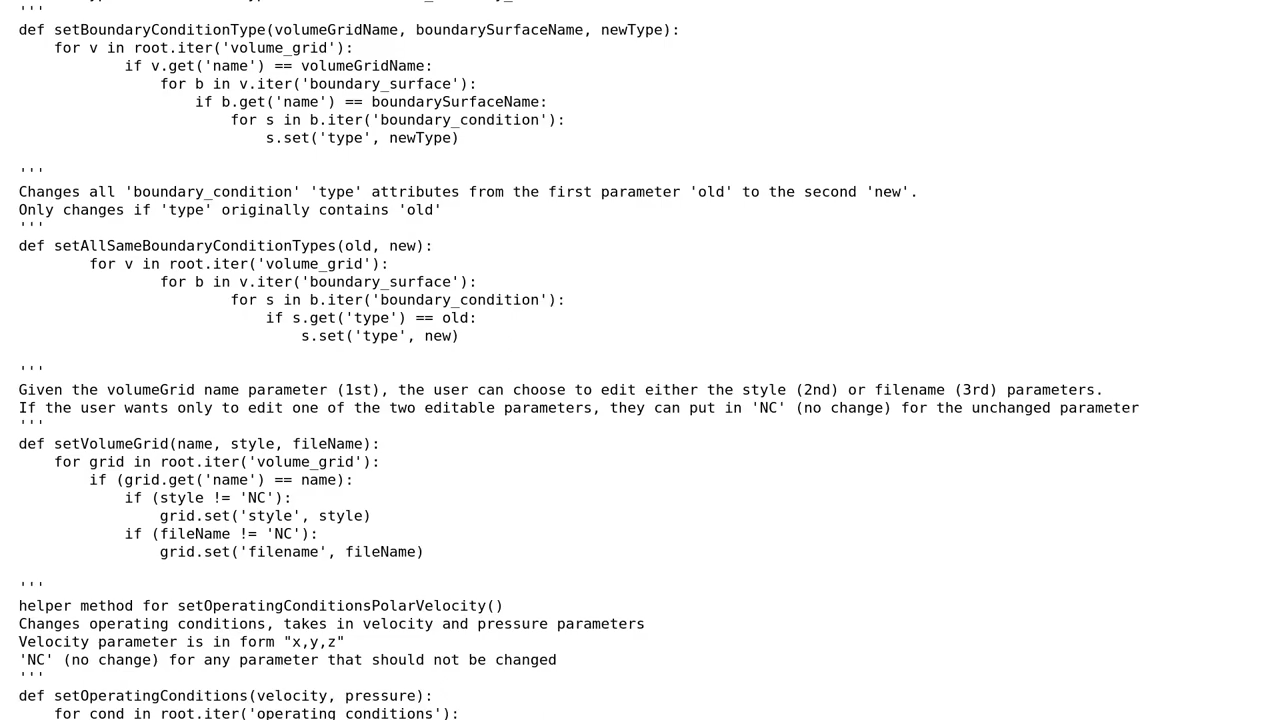 '''
def setBoundaryConditionType(volumeGridName, boundarySurfaceName, newType):
    for v in root.iter('volume_grid'):
            if v.get('name') == volumeGridName:
                for b in v.iter('boundary_surface'):
                    if b.get('name') == boundarySurfaceName:
                        for s in b.iter('boundary_condition'):
                            s.set('type', newType)

'''
Changes all 'boundary_condition' 'type' attributes from the first parameter 'old' to the second 'new'.
Only changes if 'type' originally contains 'old'
'''
def setAllSameBoundaryConditionTypes(old, new):
        for v in root.iter('volume_grid'):
                for b in v.iter('boundary_surface'):
                        for s in b.iter('boundary_condition'):
                            if s.get('type') == old:
                                s.set('type', new)

'''
Given the volumeGrid name parameter (1st), the user can choose to edit either the style (2nd) or filename (3rd) parameters.
If the user wants only to edit one of the two editable parameters, they can put in 'NC' (no change) for the unchanged parameter
'''
def setVolumeGrid(name, style, fileName):
    for grid in root.iter('volume_grid'):
        if (grid.get('name') == name):
            if (style != 'NC'):
                grid.set('style', style)
            if (fileName != 'NC'):
                grid.set('filename', fileName)

'''
helper method for setOperatingConditionsPolarVelocity()
Changes operating conditions, takes in velocity and pressure parameters
Velocity parameter is in form "x,y,z"
'NC' (no change) for any parameter that should not be changed
'''
def setOperatingConditions(velocity, pressure):
    for cond in root.iter('operating_conditions'):